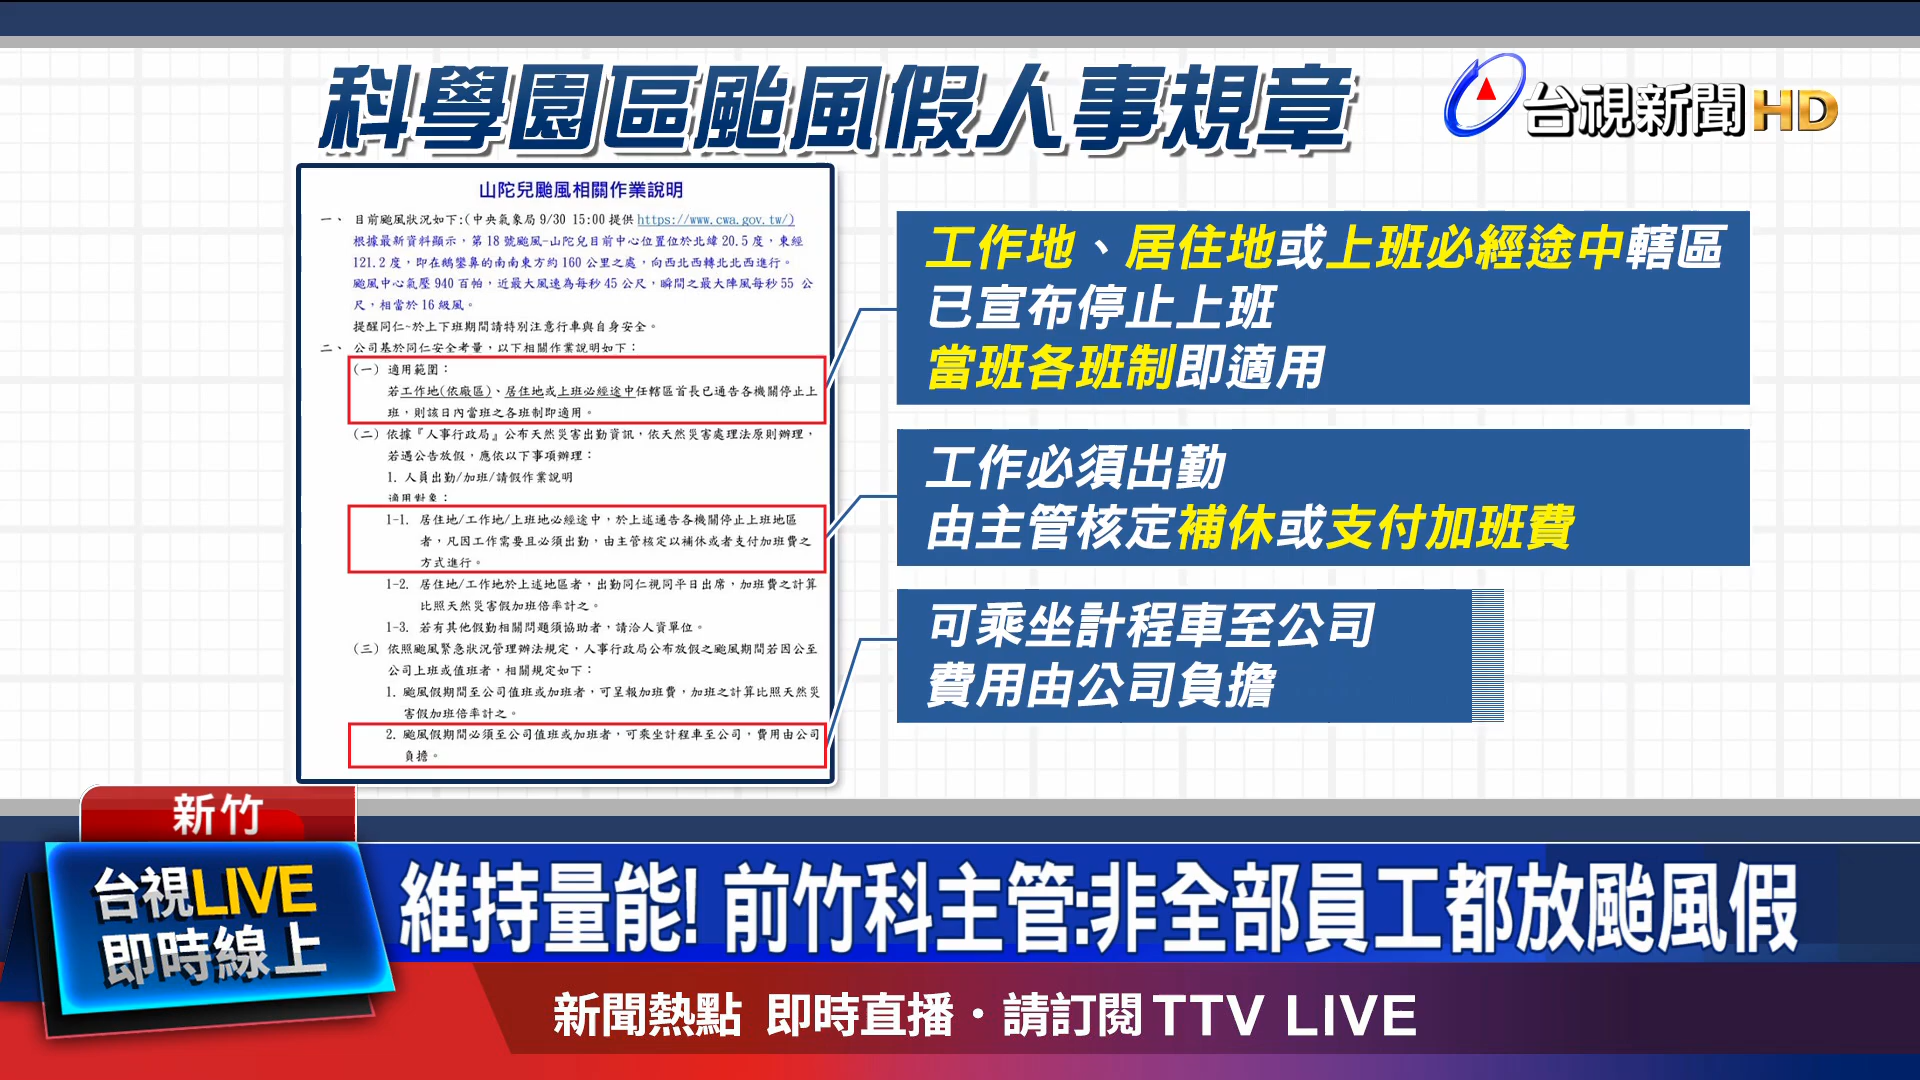 科學園區颱風假人事規章
台視新聞HD
山陀兒颱風相關作業說明
一、 目前颱風狀況如下:(中央氣象局 9/30 15:00 提供 https://www.cwa.gov.tw/)
根據最新資料顯示，第 18 號颱風-山陀兒目前中心位置位於北緯 20.5 度，東經
121.2 度，即在鵝鑾鼻的南南東方約 160 公里之處，向西北西轉北北西進行。
颱風中心氣壓 940 百帕，近最大風速為每秒 45 公尺，瞬間之最大陣風每秒 55 公
尺，相當於 16 級風。
提醒同仁~於上下班期間請特別注意行車與自身安全。
二、 公司基於同仁安全考量，以下相關作業說明如下：
(一) 適用範圍：
若工作地(依廠區)、居住地或上班必經途中任轄區首長已通告各機關停止上
班，則該日內當班之各班制即適用。
(二) 依據『人事行政局』公布天然災害出勤資訊，依天然災害處理法原則辦理，
若遇公告放假，應依以下事項辦理：
1. 人員出勤/加班/請假作業說明
適用對象：
1-1. 居住地/工作地/上班地必經途中，於上述通告各機關停止上班地區
者，凡因工作需要且必須出勤，由主管核定以補休或者支付加班費之
方式進行。
1-2. 居住地/工作地於上述地區者，出勤同仁視同平日出席，加班費之計算
比照天然災害假加班倍率計之。
1-3. 若有其他假勤相關問題須協助者，請洽人資單位。
(三) 依照颱風緊急狀況管理辦法規定，人事行政局公布放假之颱風期間若因公至
公司上班或值班者，相關規定如下：
1. 颱風假期間至公司值班或加班者，可呈報加班費，加班之計算比照天然災
害假加班倍率計之。
2. 颱風假期間必須至公司值班或加班者，可乘坐計程車至公司，費用由公司
負擔。
工作地、居住地或上班必經途中轄區
已宣布停止上班
當班各班制即適用
工作必須出勤
由主管核定補休或支付加班費
可乘坐計程車至公司
費用由公司負擔
新竹
台視LIVE
即時線上
維持量能! 前竹科主管:非全部員工都放颱風假
新聞熱點 即時直播・請訂閱TTV LIVE